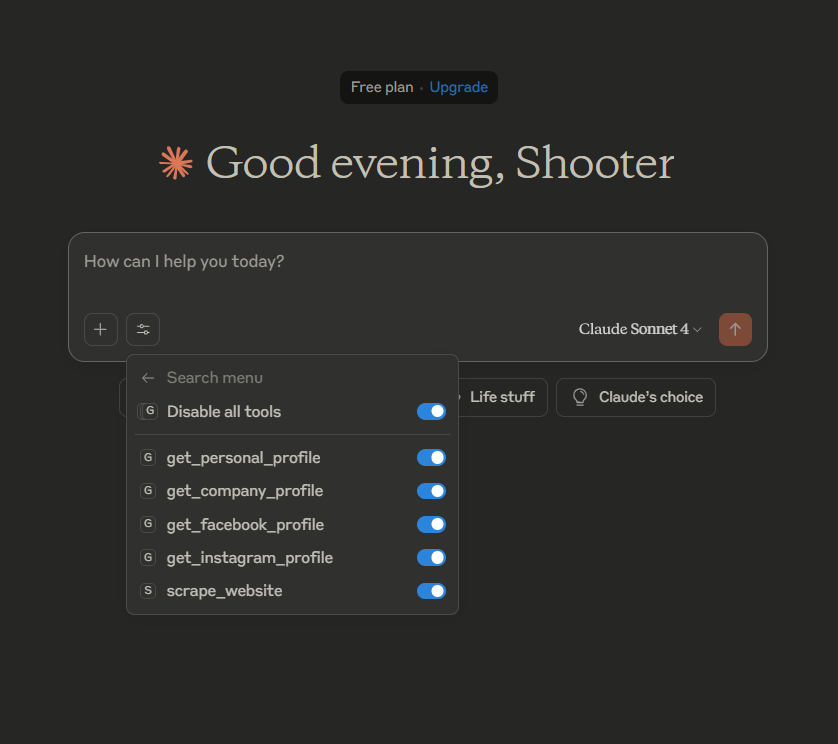 Free plan · Upgrade
Good evening, Shooter
How can I help you today?
Claude Sonnet 4
Search menu
G Disable all tools
Life stuff
Claude's choice
G get_personal_profile
G get_company_profile
G get_facebook_profile
G get_instagram_profile
S scrape_website